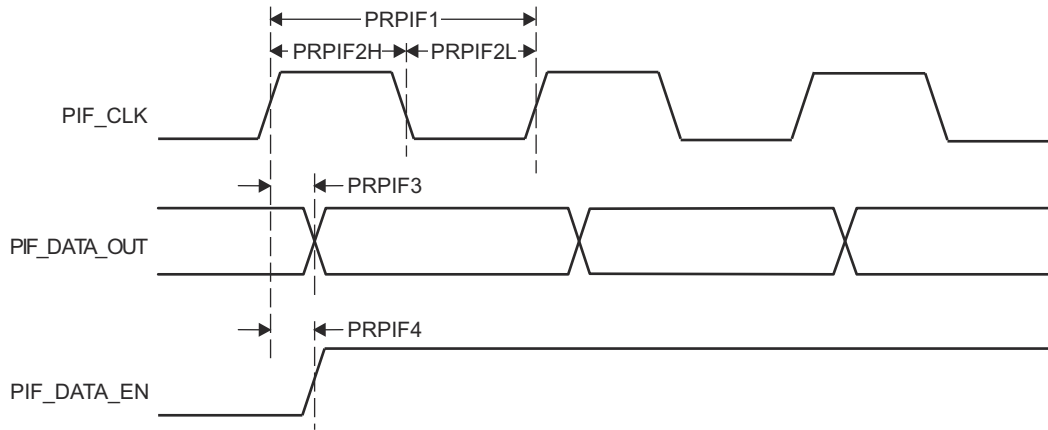 PRPIF1
PRPIF2H
PRPIF2L
PIF_CLK
PRPIF3
PIF_DATA_OUT
PRPIF4
PIF_DATA_EN